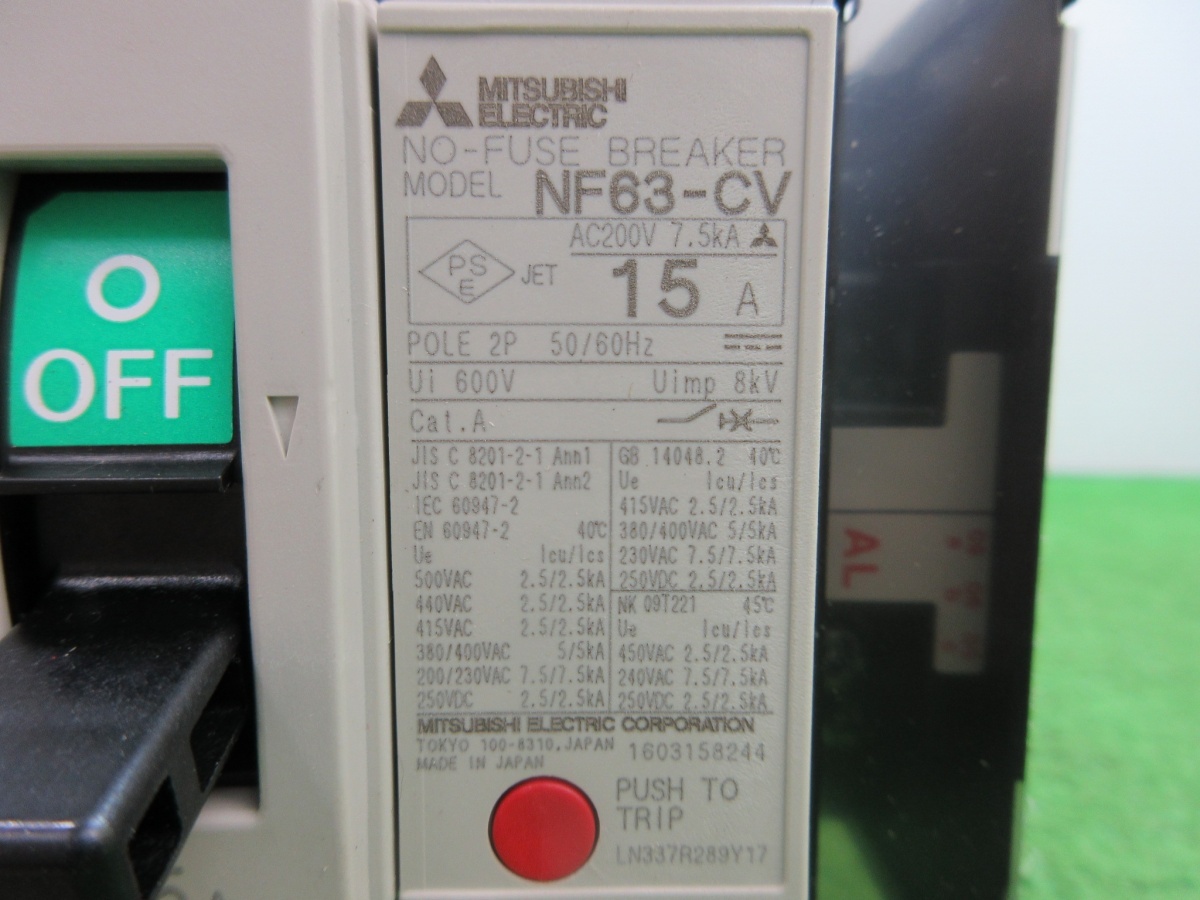 O
OFF
MITSUBISHI
ELECTRIC
NO-FUSE BREAKER
MODEL NF63-CV
AC200V 7.5kA
PS
E
JET
15 A
POLE 2P 50/60Hz
Ui 600V Uimp 8kV
Cat.A
JIS C 8201-2-1 Ann1
JIS C 8201-2-1 Ann2
IEC 60947-2
EN 60947-2 40℃
Ue Icu/Ics
500VAC 2.5/2.5kA
440VAC 2.5/2.5kA
415VAC 2.5/2.5kA
380/400VAC 5/5kA
200/230VAC 7.5/7.5kA
250VDC 2.5/2.5kA
GB 14048.2 40℃
Ue Icu/Ics
415VAC 2.5/2.5kA
380/400VAC 5/5kA
230VAC 7.5/7.5kA
250VDC 2.5/2.5kA
NK 09T221 45℃
Ue Icu/Ics
450VAC 2.5/2.5kA
240VAC 7.5/7.5kA
250VDC 2.5/2.5kA
MITSUBISHI ELECTRIC CORPORATION
TOKYO 100-8310, JAPAN
MADE IN JAPAN
1603158244
PUSH TO
TRIP
LN337R289Y17
AL